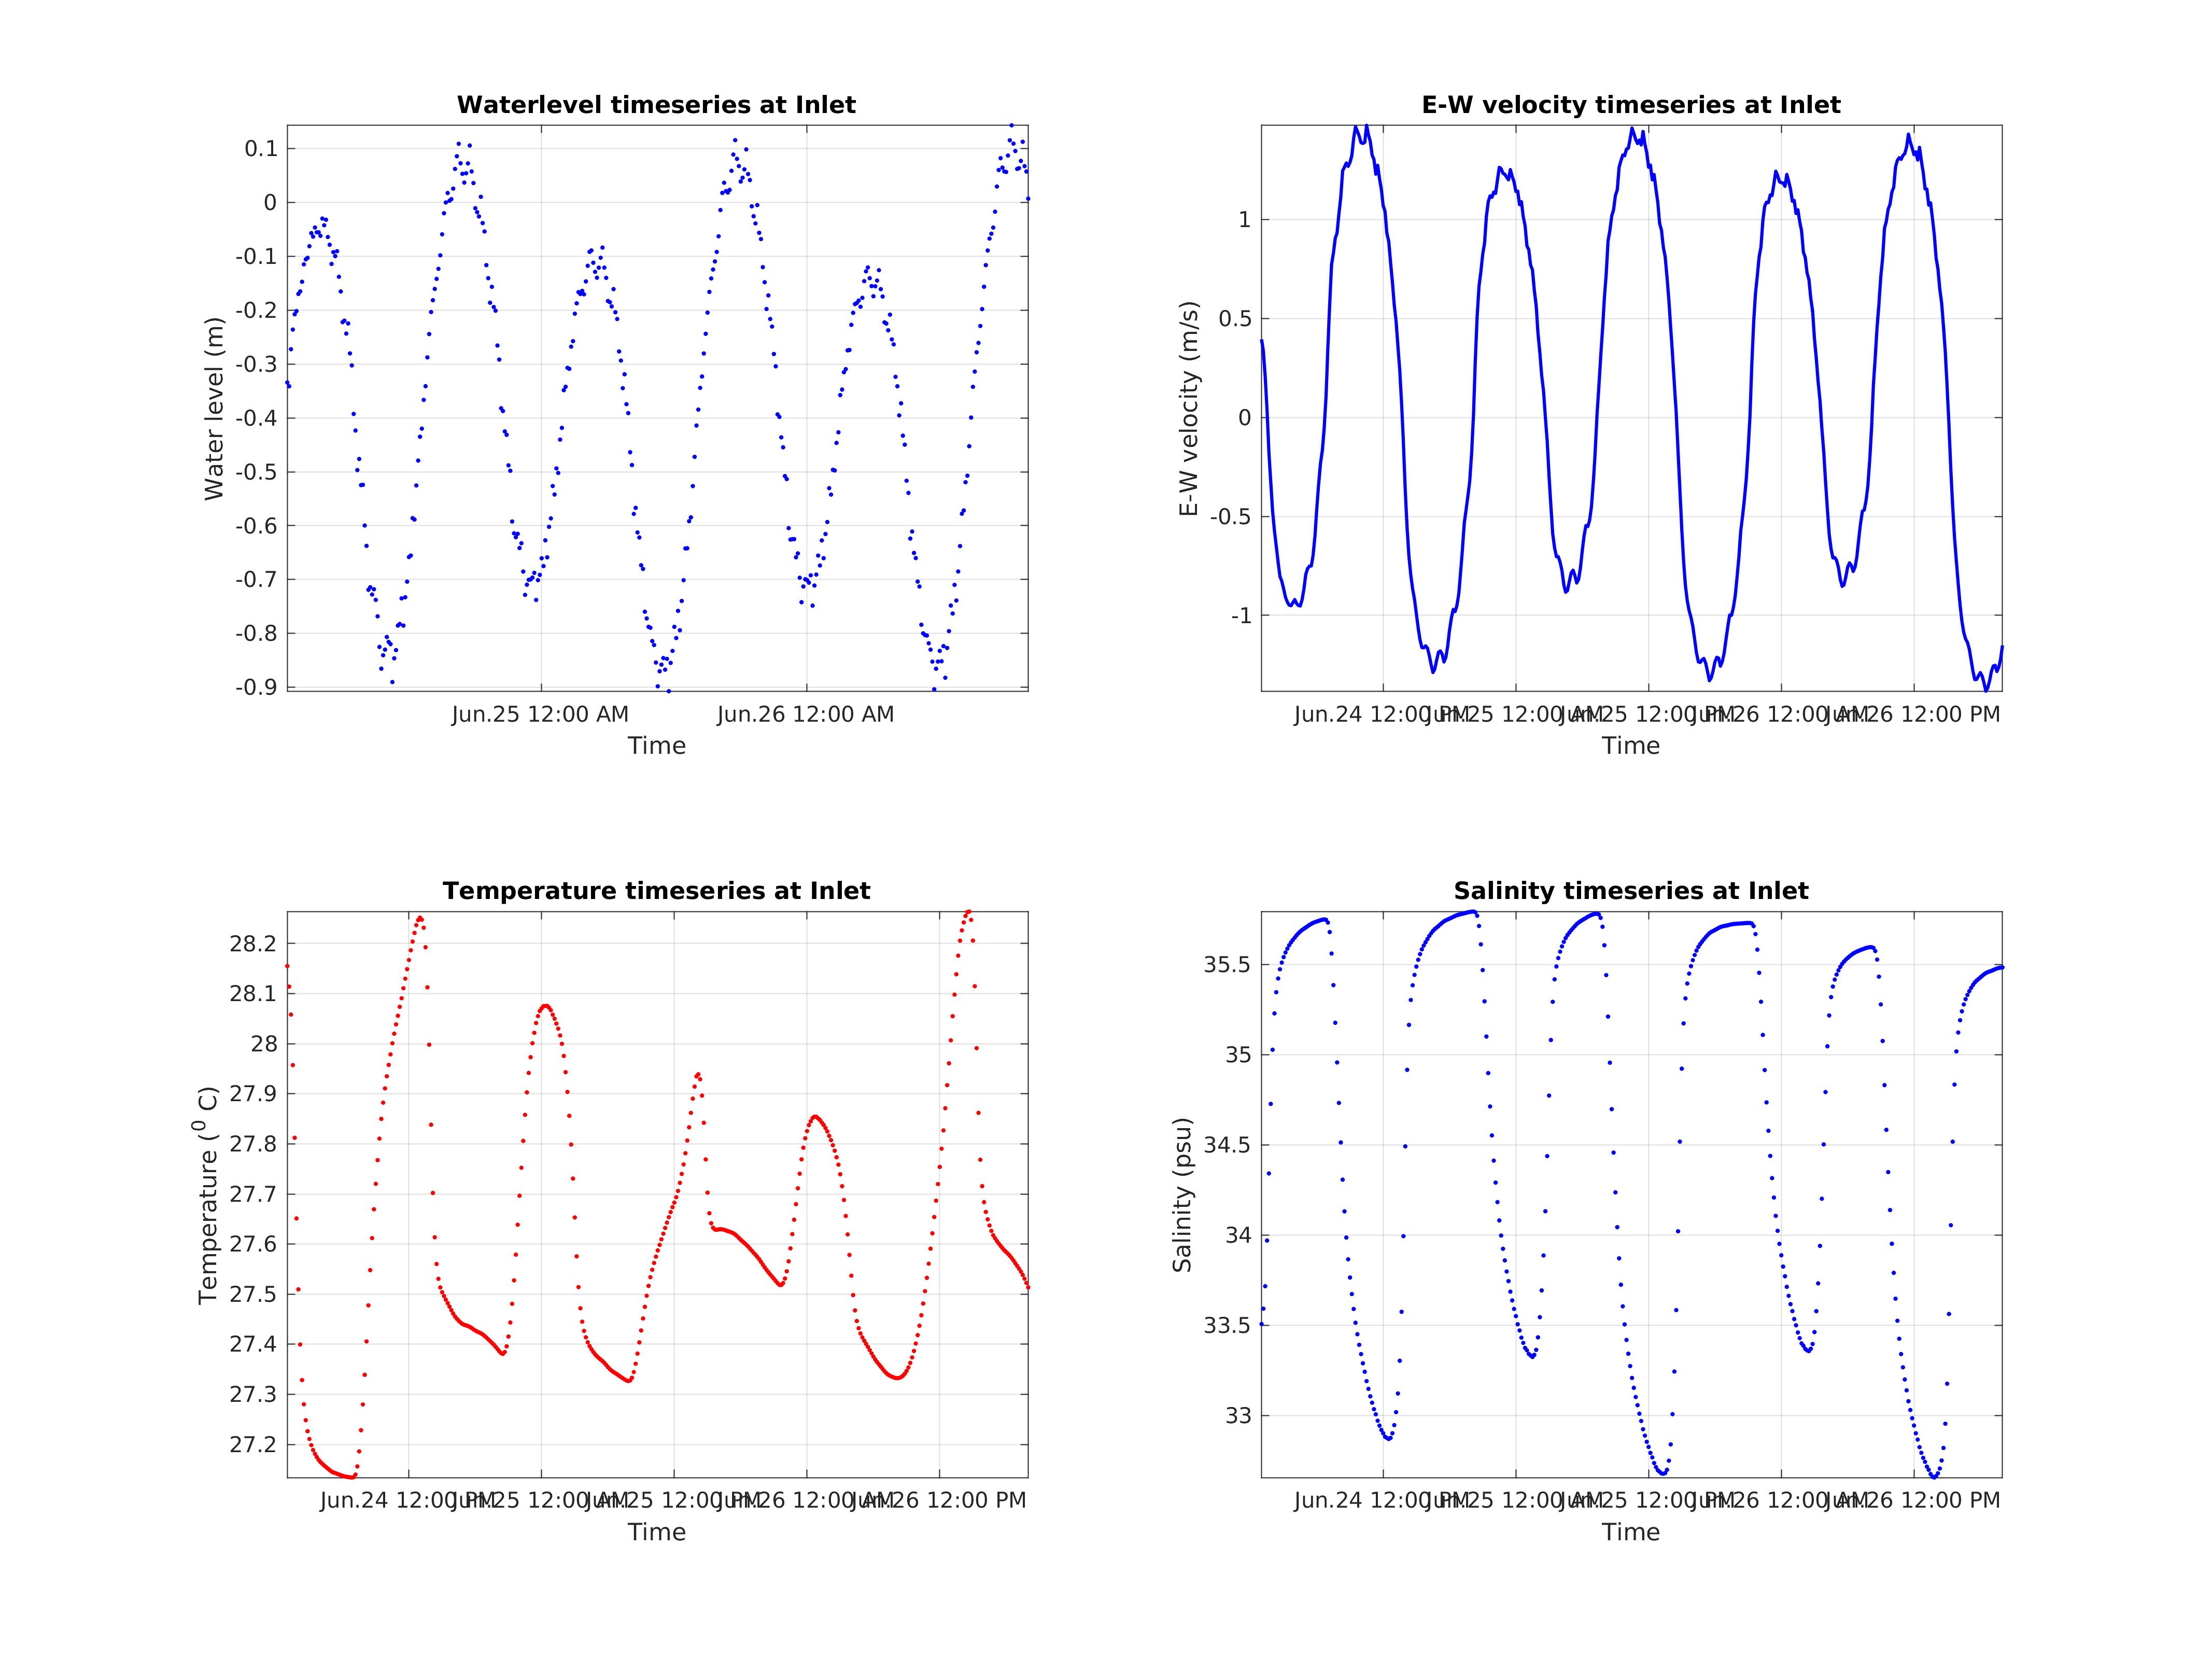 Waterlevel timeseries at Inlet
0.1
0
-0.1
-0.2
-0.3
-0.4
-0.5
-0.6
-0.7
-0.8
-0.9
Water level (m)
Jun.25 12:00 AM
Jun.26 12:00 AM
Time
E-W velocity timeseries at Inlet
1
0.5
0
-0.5
-1
E-W velocity (m/s)
Jun.24 12:00 PM
Jun.25 12:00 AM
Jun.25 12:00 PM
Jun.26 12:00 AM
Jun.26 12:00 PM
Time
Temperature timeseries at Inlet
28.2
28.1
28
27.9
27.8
27.7
27.6
27.5
27.4
27.3
27.2
Temperature (⁰ C)
Jun.24 12:00 PM
Jun.25 12:00 AM
Jun.25 12:00 PM
Jun.26 12:00 AM
Jun.26 12:00 PM
Time
Salinity timeseries at Inlet
35.5
35
34.5
34
33.5
33
Salinity (psu)
Jun.24 12:00 PM
Jun.25 12:00 AM
Jun.25 12:00 PM
Jun.26 12:00 AM
Jun.26 12:00 PM
Time